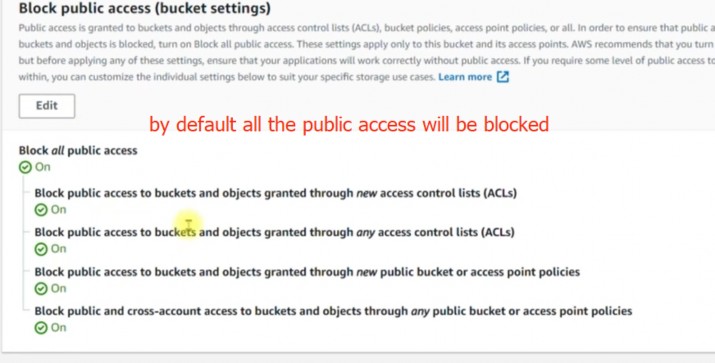 Block public access (bucket settings)
Public access is granted to buckets and objects through access control lists (ACLs), bucket policies, access point policies, or all. In order to ensure that public
buckets and objects is blocked, turn on Block all public access. These settings apply only to this bucket and its access points. AWS recommends that you turn
but before applying any of these settings, ensure that your applications will work correctly without public access. If you require some level of public access
within, you can customize the individual settings below to suit your specific storage use cases. Learn more
Edit
by default all the public access will be blocked
Block all public access
On
Block public access to buckets and objects granted through new access control lists (ACLs)
On
Block public access to buckets and objects granted through any access control lists (ACLs)
On
Block public access to buckets and objects granted through new public bucket or access point policies
On
Block public and cross-account access to buckets and objects through any public bucket or access point policies
On